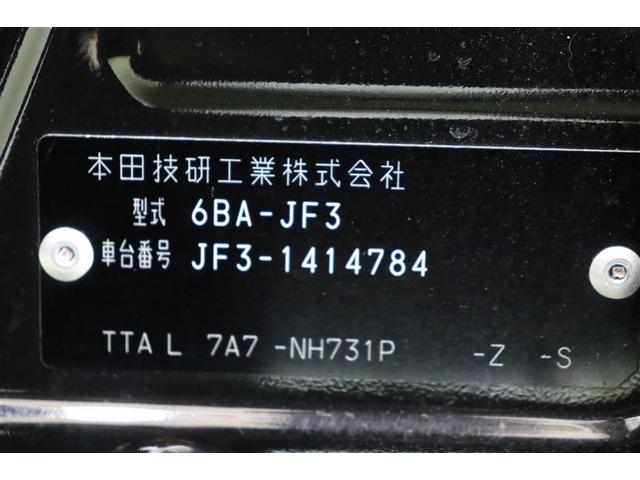 本田技研工業株式会社
型式 6BA-JF3
車台番号 JF3-1414784
TTA L 7A7 -NH731P -Z -S